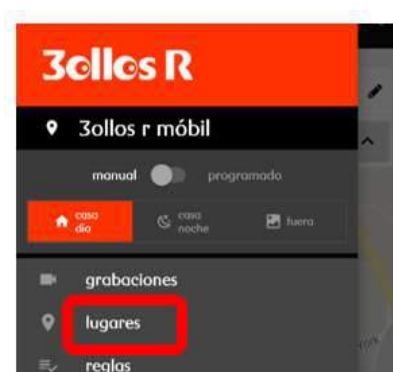 3ollos R
3ollos r móbil
manual programado
casa día
casa noche
fuera
grabaciones
lugares
reglas